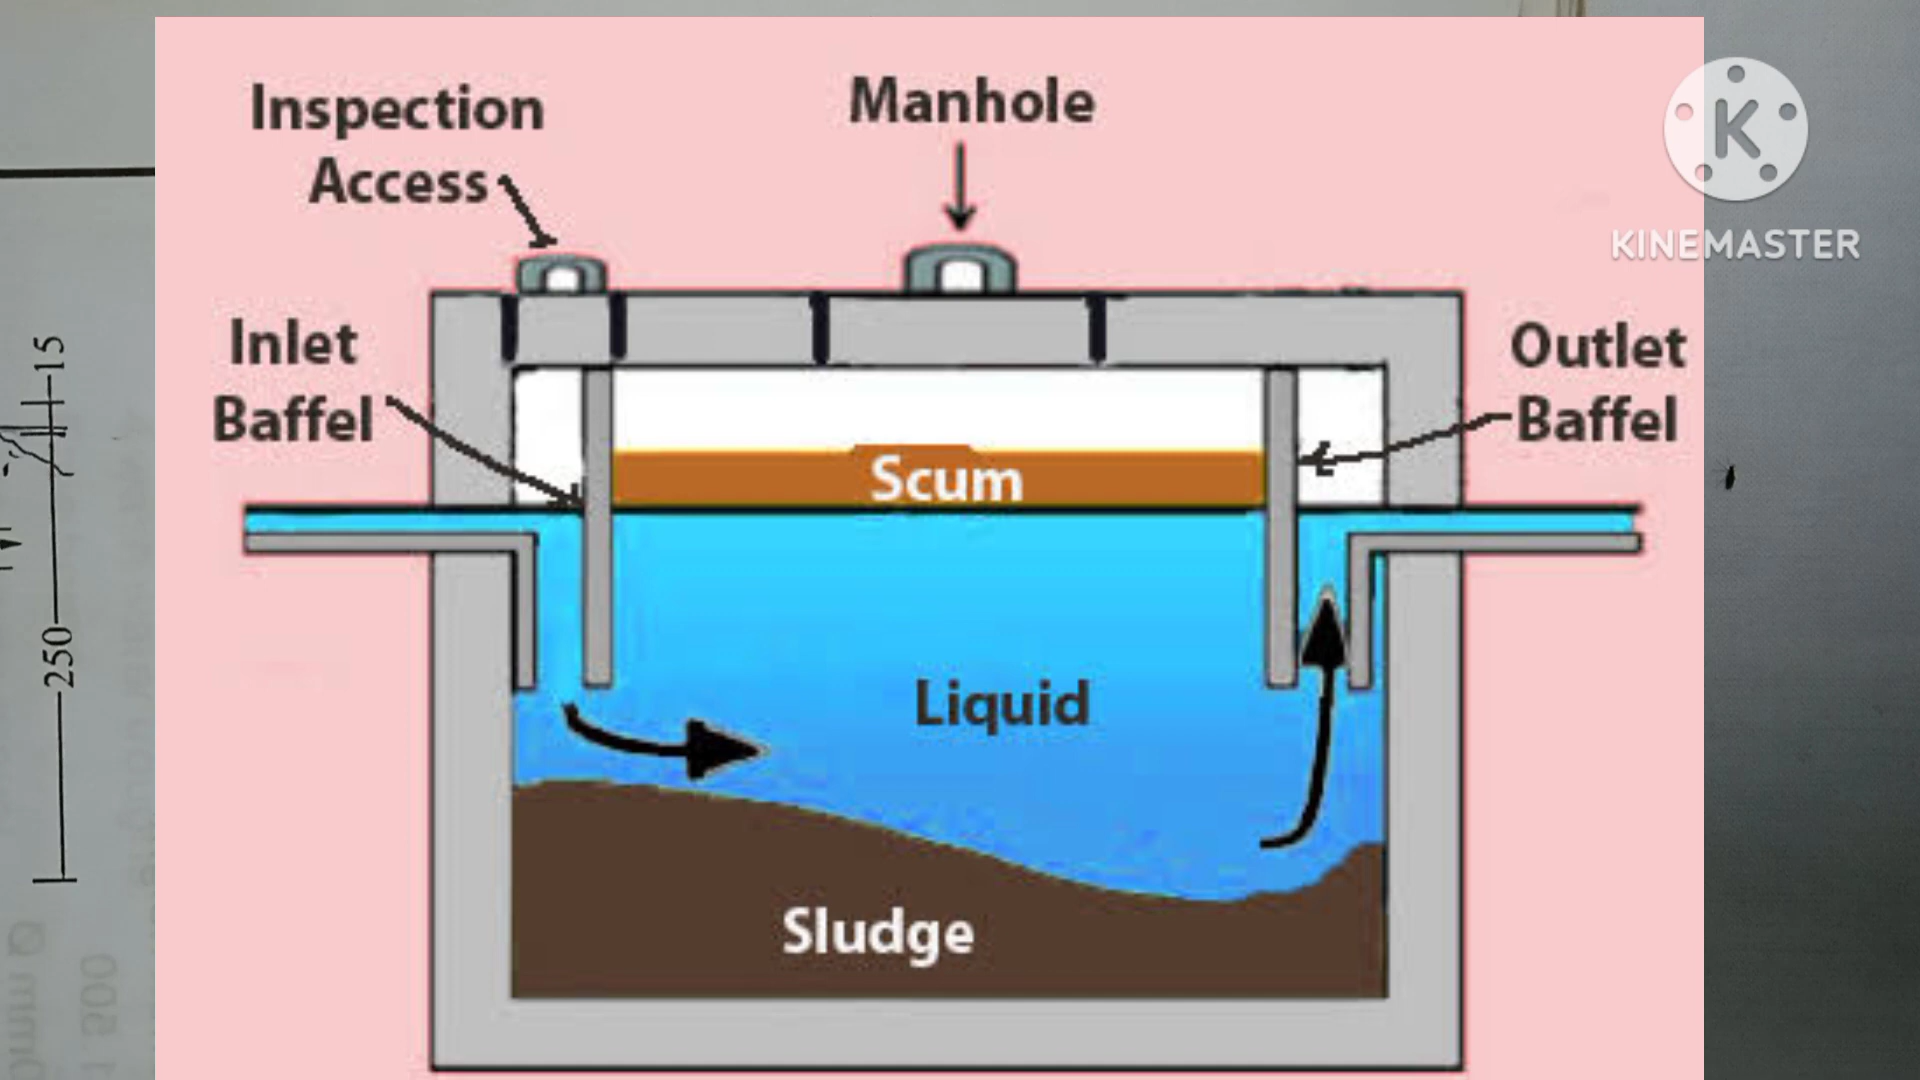 Inspection
Access
Manhole
K
KINEMASTER
Inlet
Baffel
Outlet
Baffel
Scum
Liquid
Sludge
15
250